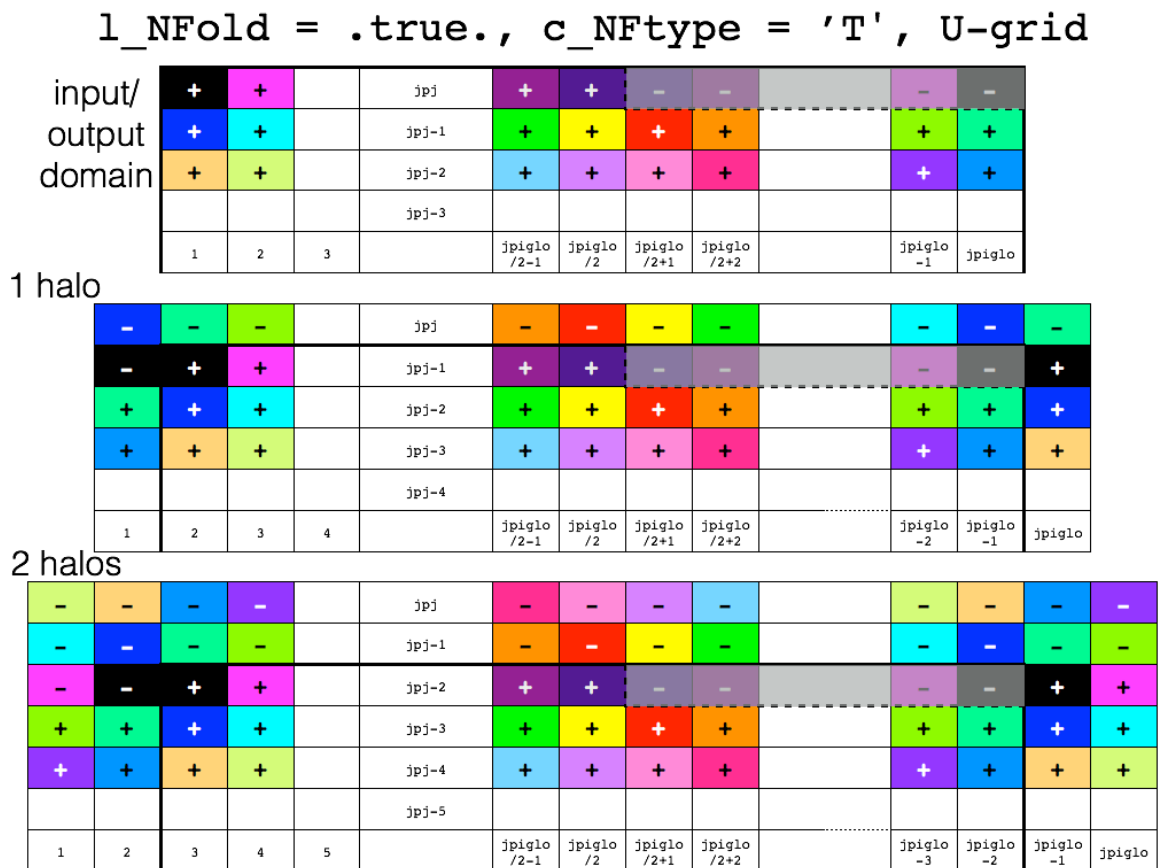 l_NFold = .true., c_NFtype = 'T', U-grid
input/ output domain
+ + jpj + + - - - -
+ + jpj-1 + + + + + +
+ + jpj-2 + + + + + +
jpj-3
1 2 3 jpiglo/2-1 jpiglo/2 jpiglo/2+1 jpiglo/2+2 jpiglo-1 jpiglo
1 halo
- - - jpj - - - - - - -
- + + jpj-1 + + - - - - +
+ + + jpj-2 + + + + + + +
+ + + jpj-3 + + + + + + +
jpj-4
1 2 3 4 jpiglo/2-1 jpiglo/2 jpiglo/2+1 jpiglo/2+2 jpiglo-2 jpiglo-1 jpiglo
2 halos
- - - - jpj - - - - - - - -
- - - - jpj-1 - - - - - - - -
- - + + jpj-2 + + - - - - + +
+ + + + jpj-3 + + + + + + + +
+ + + + jpj-4 + + + + + + + +
jpj-5
1 2 3 4 5 jpiglo/2-1 jpiglo/2 jpiglo/2+1 jpiglo/2+2 jpiglo-3 jpiglo-2 jpiglo-1 jpiglo